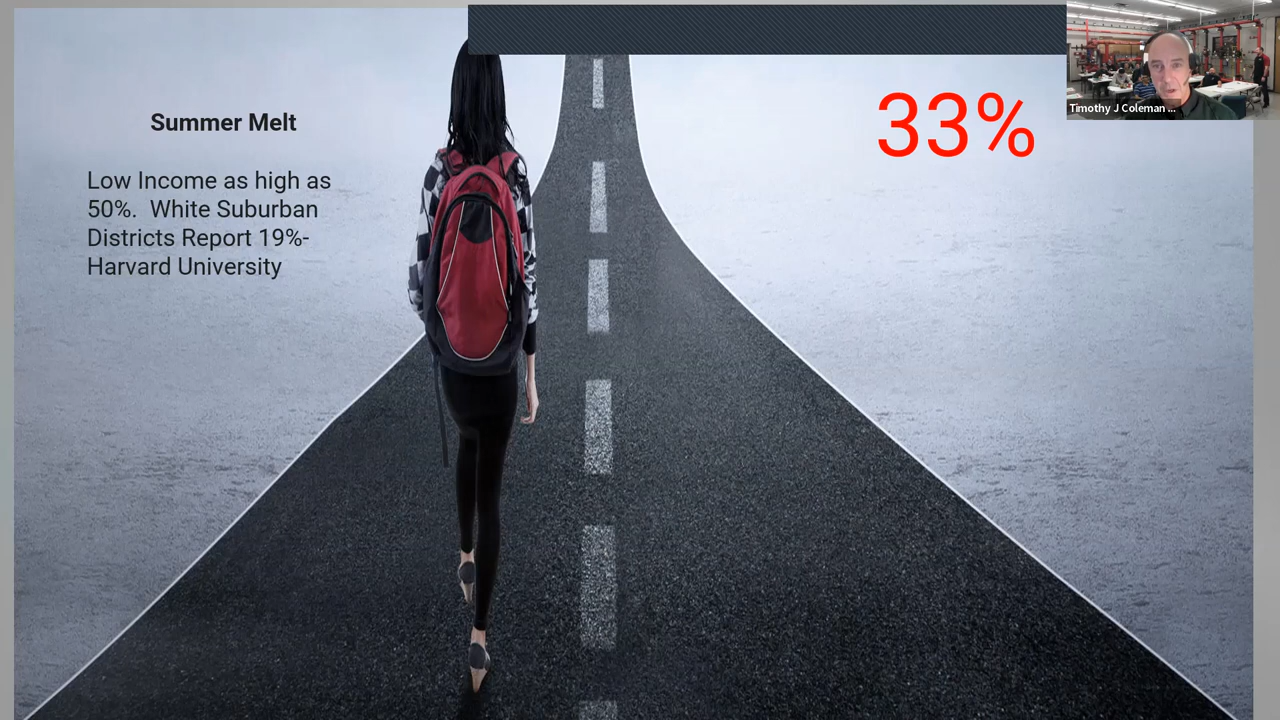 Summer Melt
Low Income as high as
50%.  White Suburban
Districts Report 19%-
Harvard University
33%
Timothy J Coleman ...